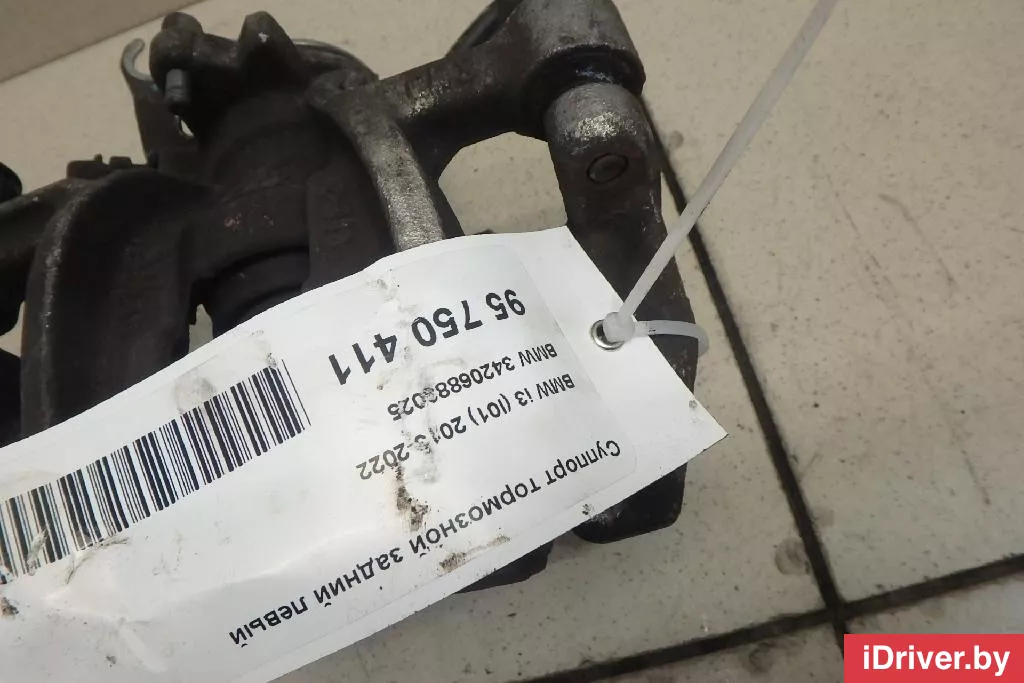 Суппорт тормозной задний левый
BMW i3 (I01) 2013-2022
BMW 34206888025
95 750 411
iDriver.by